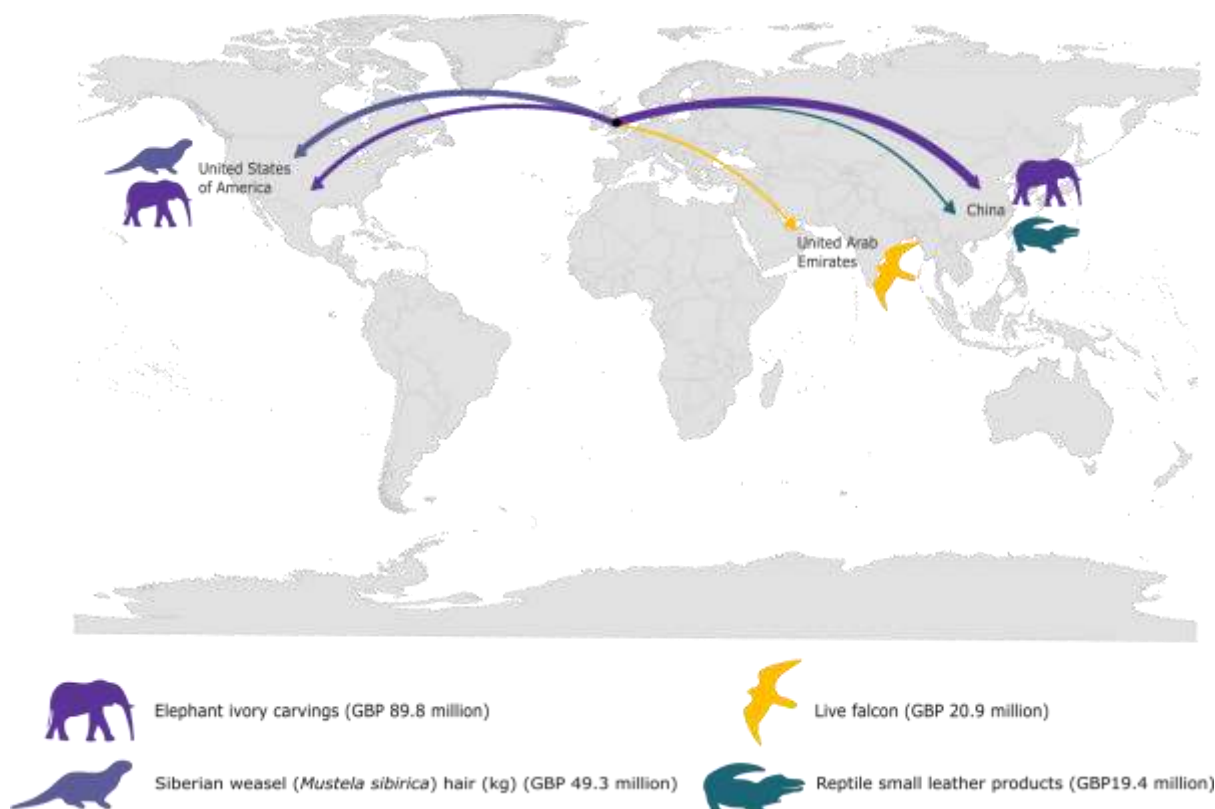 United States
of America
China
United Arab
Emirates
Elephant ivory carvings (GBP 89.8 million)
Live falcon (GBP 20.9 million)
Siberian weasel (Mustela sibirica) hair (kg) (GBP 49.3 million)
Reptile small leather products (GBP19.4 million)